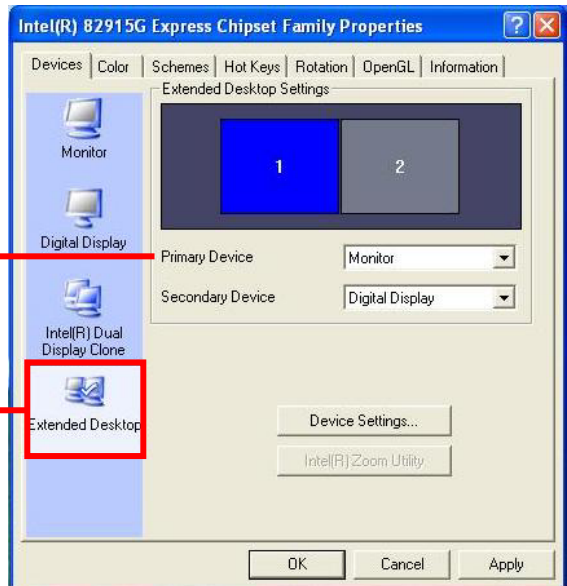 Intel(R) 82915G Express Chipset Family Properties
Devices
Color
Schemes
Hot Keys
Rotation
OpenGL
Information
Monitor
Digital Display
Intel(R) Dual
Display Clone
Extended Desktop
Extended Desktop Settings
1
2
Primary Device
Monitor
Secondary Device
Digital Display
Device Settings...
Intel(R) Zoom Utility
OK
Cancel
Apply